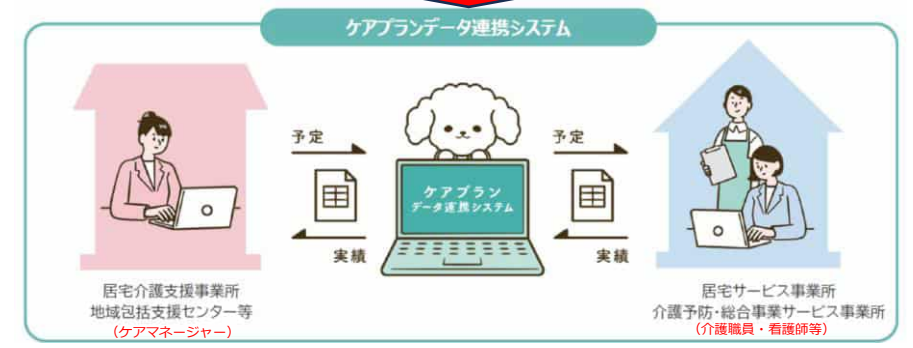 ケアプランデータ連携システム
予定
実績
ケアプラン
データ連携システム
予定
実績
居宅介護支援事業所
地域包括支援センター等
(ケアマネージャー)
居宅サービス事業所
介護予防・総合事業サービス事業所
(介護職員・看護師等)